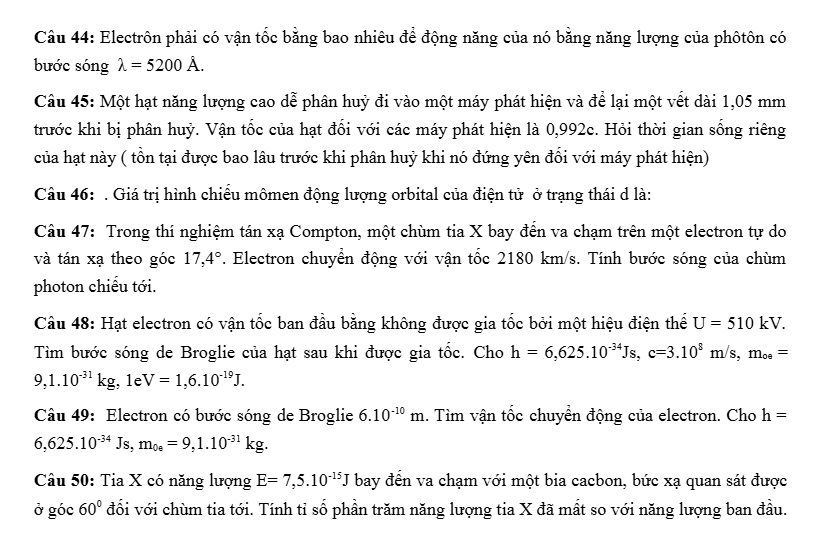 Câu 44: Electrôn phải có vận tốc bằng bao nhiêu để động năng của nó bằng năng lượng của phôtôn có
bước sóng λ = 5200 Å.
Câu 45: Một hạt năng lượng cao dễ phân huỷ đi vào một máy phát hiện và để lại một vết dài 1,05 mm
trước khi bị phân huỷ. Vận tốc của hạt đối với các máy phát hiện là 0,992c. Hỏi thời gian sống riêng
của hạt này ( tồn tại được bao lâu trước khi phân huỷ khi nó đứng yên đối với máy phát hiện)
Câu 46: . Giá trị hình chiếu mômen động lượng orbital của điện tử ở trạng thái d là:
Câu 47: Trong thí nghiệm tán xạ Compton, một chùm tia X bay đến va chạm trên một electron tự do
và tán xạ theo góc 17,4°. Electron chuyển động với vận tốc 2180 km/s. Tính bước sóng của chùm
photon chiếu tới.
Câu 48: Hạt electron có vận tốc ban đầu bằng không được gia tốc bởi một hiệu điện thế U = 510 kV.
Tìm bước sóng de Broglie của hạt sau khi được gia tốc. Cho h = 6,625.10⁻³⁴Js, c=3.10⁸ m/s, m₀ₑ =
9,1.10⁻³¹ kg, 1eV = 1,6.10⁻¹⁹J.
Câu 49: Electron có bước sóng de Broglie 6.10⁻¹⁰ m. Tìm vận tốc chuyển động của electron. Cho h =
6,625.10⁻³⁴ Js, m₀ₑ = 9,1.10⁻³¹ kg.
Câu 50: Tia X có năng lượng E= 7,5.10⁻¹⁵J bay đến va chạm với một bia cacbon, bức xạ quan sát được
ở góc 60⁰ đối với chùm tia tới. Tính tỉ số phần trăm năng lượng tia X đã mất so với năng lượng ban đầu.